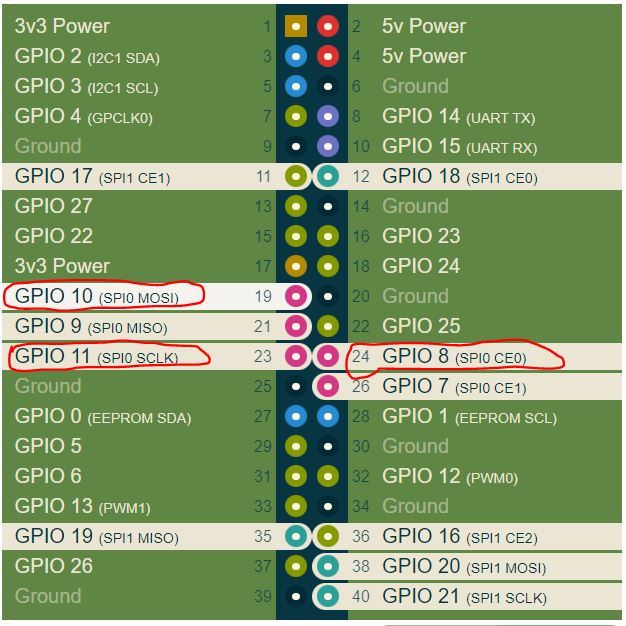 3v3 Power 1 2 5v Power
GPIO 2 (I2C1 SDA) 3 4 5v Power
GPIO 3 (I2C1 SCL) 5 6 Ground
GPIO 4 (GPCLK0) 7 8 GPIO 14 (UART TX)
Ground 9 10 GPIO 15 (UART RX)
GPIO 17 (SPI1 CE1) 11 12 GPIO 18 (SPI1 CE0)
GPIO 27 13 14 Ground
GPIO 22 15 16 GPIO 23
3v3 Power 17 18 GPIO 24
GPIO 10 (SPI0 MOSI) 19 20 Ground
GPIO 9 (SPI0 MISO) 21 22 GPIO 25
GPIO 11 (SPI0 SCLK) 23 24 GPIO 8 (SPI0 CE0)
Ground 25 26 GPIO 7 (SPI0 CE1)
GPIO 0 (EEPROM SDA) 27 28 GPIO 1 (EEPROM SCL)
GPIO 5 29 30 Ground
GPIO 6 31 32 GPIO 12 (PWM0)
GPIO 13 (PWM1) 33 34 Ground
GPIO 19 (SPI1 MISO) 35 36 GPIO 16 (SPI1 CE2)
GPIO 26 37 38 GPIO 20 (SPI1 MOSI)
Ground 39 40 GPIO 21 (SPI1 SCLK)